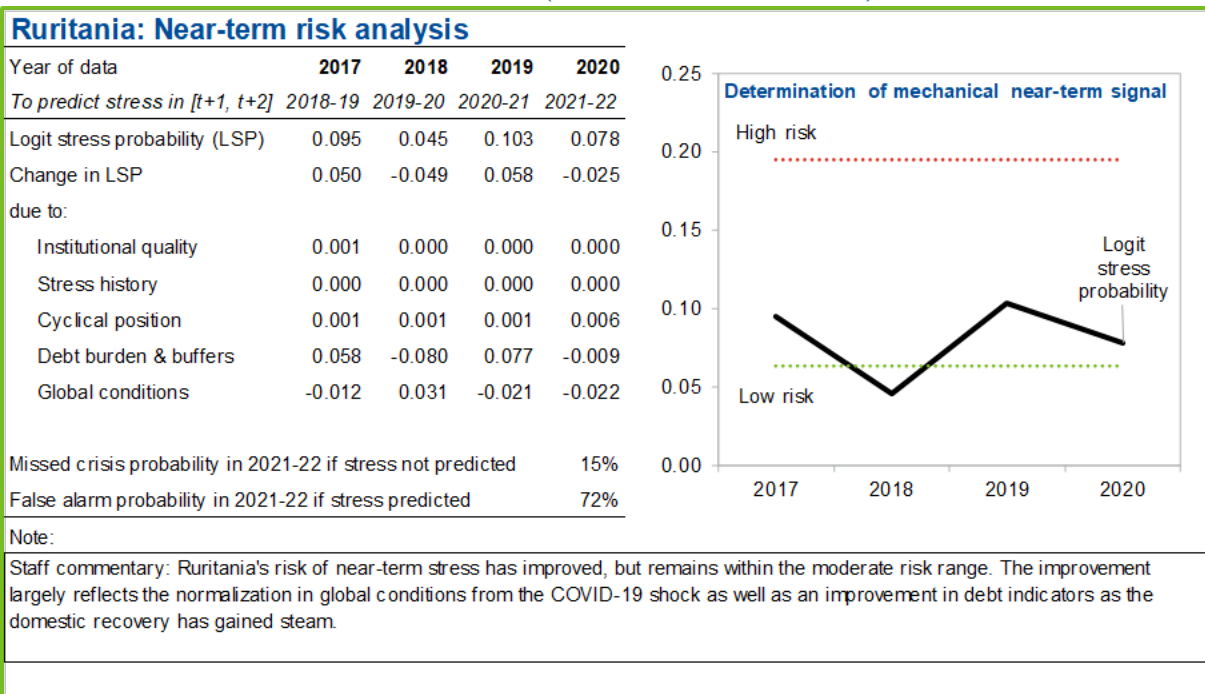 Ruritania: Near-term risk analysis
Year of data 2017 2018 2019 2020
To predict stress in [t+1, t+2] 2018-19 2019-20 2020-21 2021-22
Logit stress probability (LSP) 0.095 0.045 0.103 0.078
Change in LSP 0.050 -0.049 0.058 -0.025
due to:
Institutional quality 0.001 0.000 0.000 0.000
Stress history 0.000 0.000 0.000 0.000
Cyclical position 0.001 0.001 0.001 0.006
Debt burden & buffers 0.058 -0.080 0.077 -0.009
Global conditions -0.012 0.031 -0.021 -0.022
Missed crisis probability in 2021-22 if stress not predicted 15%
False alarm probability in 2021-22 if stress predicted 72%
Determination of mechanical near-term signal
0.25
0.20
0.15
0.10
0.05
0.00
High risk
Logit
stress
probability
Low risk
2017 2018 2019 2020
Note:
Staff commentary: Ruritania's risk of near-term stress has improved, but remains within the moderate risk range. The improvement
largely reflects the normalization in global conditions from the COVID-19 shock as well as an improvement in debt indicators as the
domestic recovery has gained steam.